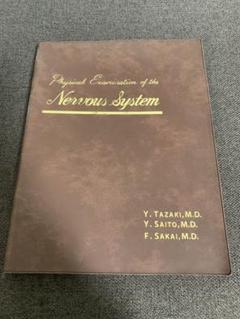 Physical Examination of the
Nervous System
Y. TAZAKI, M.D.
Y. SAITO, M.D.
F. SAKAI, M.D.